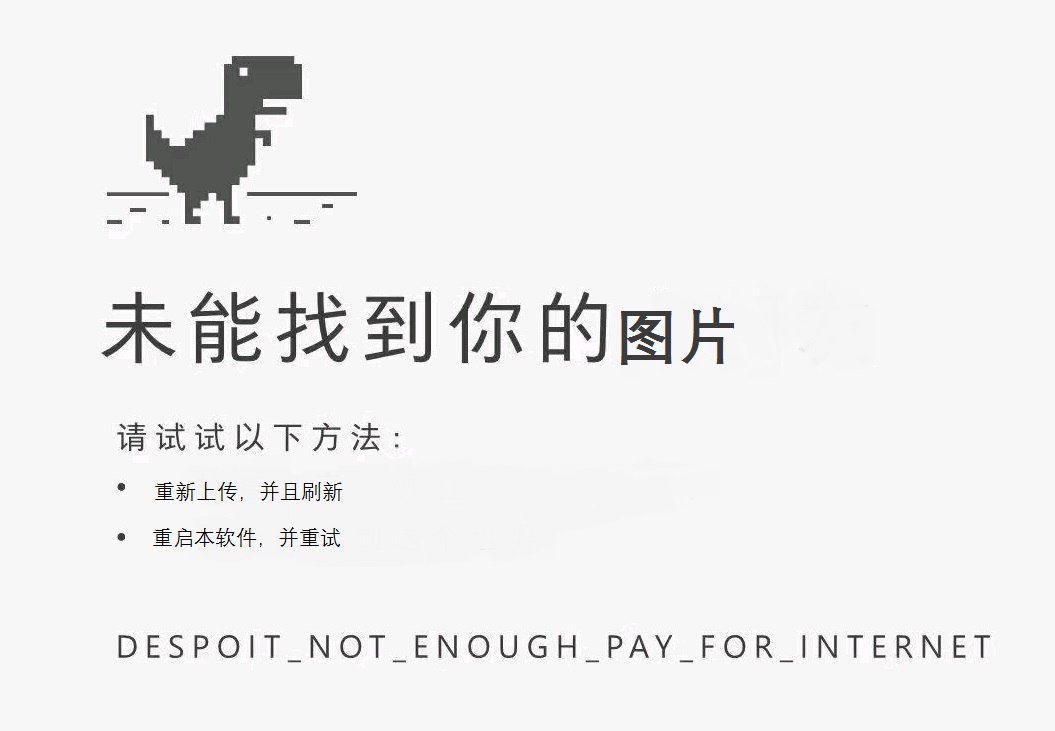 未能找到你的图片
请试试以下方法：
• 重新上传，并且刷新
• 重启本软件，并重试
DESPOIT_NOT_ENOUGH_PAY_FOR_INTERNET